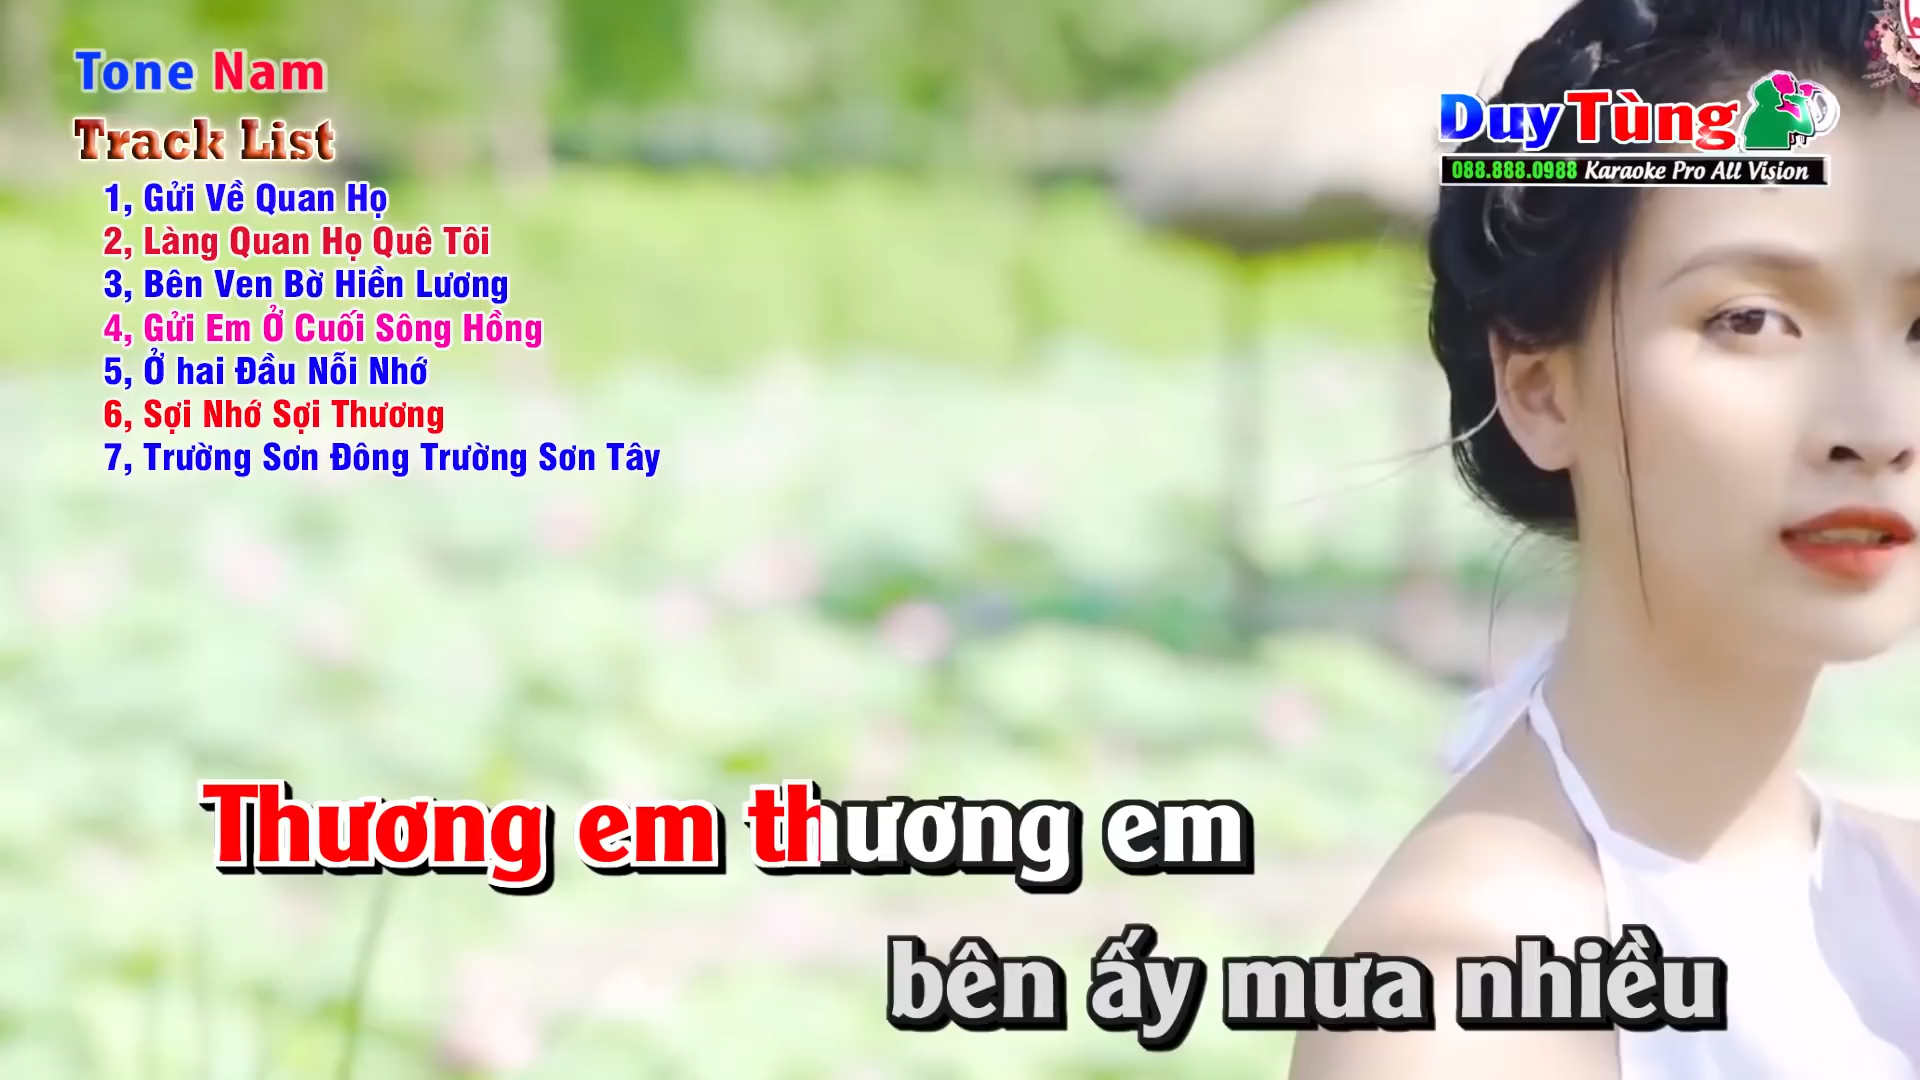 Tone Nam
Track List
1, Gửi Về Quan Họ
2, Làng Quan Họ Quê Tôi
3, Bên Ven Bờ Hiền Lương
4, Gửi Em Ở Cuối Sông Hồng
5, Ở hai Đầu Nỗi Nhớ
6, Sợi Nhớ Sợi Thương
7, Trường Sơn Đông Trường Sơn Tây
DuyTùng
088.888.0988 Karaoke Pro All Vision
Thương em thương em
bên ấy mưa nhiều